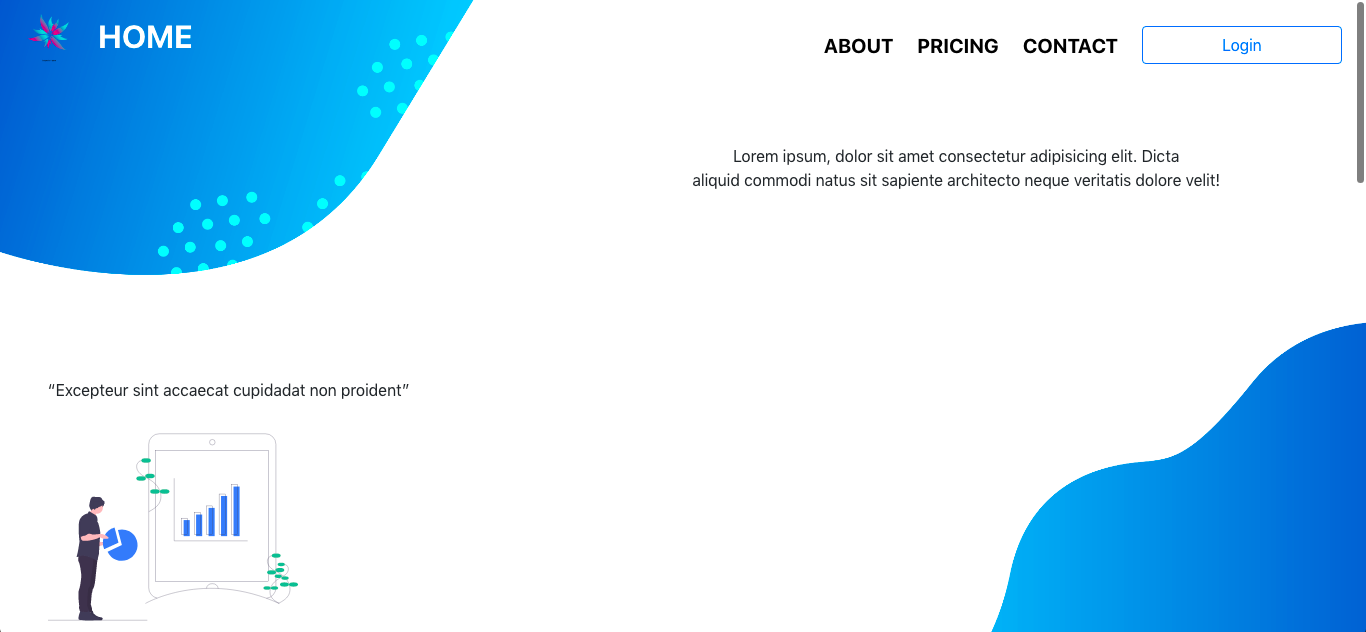 HOME
ABOUT PRICING CONTACT Login
Lorem ipsum, dolor sit amet consectetur adipisicing elit. Dicta
aliquid commodi natus sit sapiente architecto neque veritatis dolore velit!
“Excepteur sint accaecat cupidadat non proident”